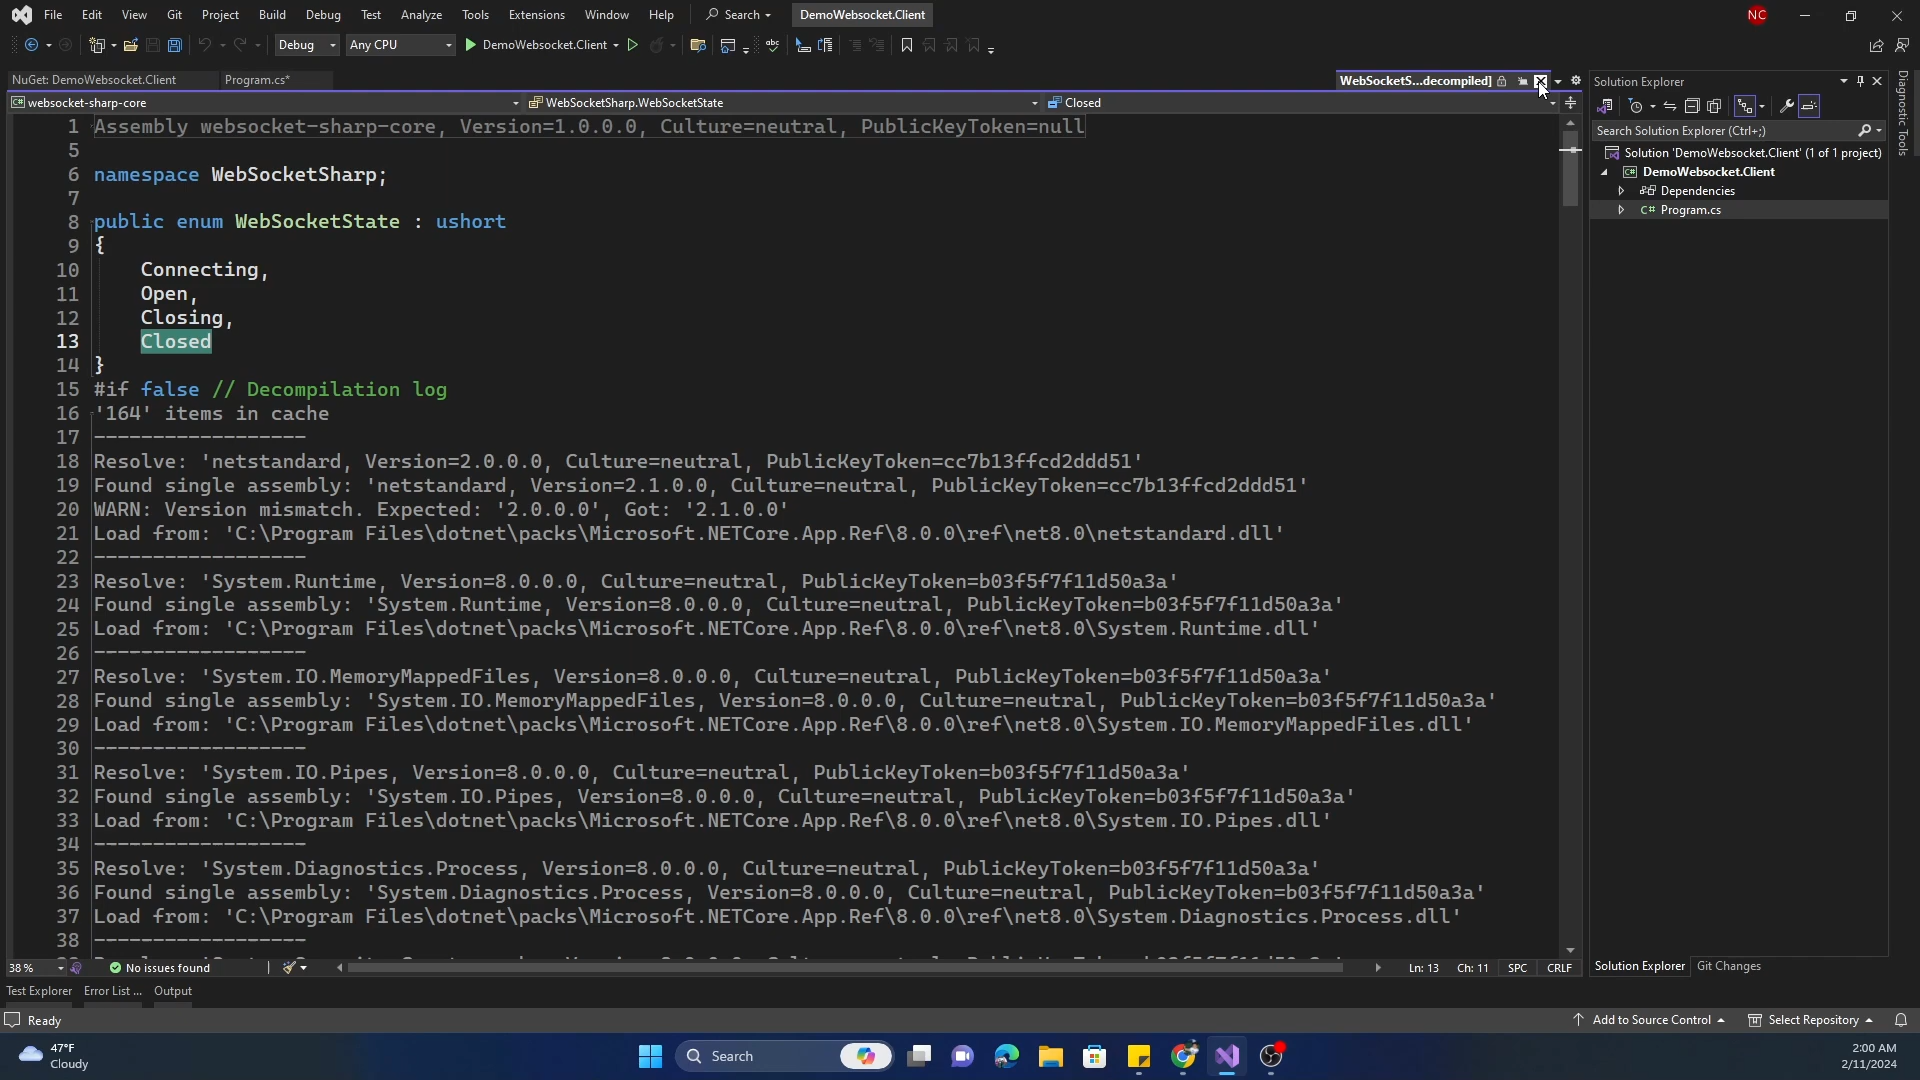 File Edit View Git Project Build Debug Test Analyze Tools Extensions Window Help Search DemoWebsocket.Client NC
Debug Any CPU DemoWebsocket.Client
NuGet: DemoWebsocket.Client Program.cs* WebSocketS...decompiled]
websocket-sharp-core WebSocketSharp.WebSocketState Closed
1 Assembly websocket-sharp-core, Version=1.0.0.0, Culture=neutral, PublicKeyToken=null
5
6 namespace WebSocketSharp;
7
8 public enum WebSocketState : ushort
9 {
10 Connecting,
11 Open,
12 Closing,
13 Closed
14 }
15 #if false // Decompilation log
16 '164' items in cache
17 ------------------
18 Resolve: 'netstandard, Version=2.0.0.0, Culture=neutral, PublicKeyToken=cc7b13ffcd2ddd51'
19 Found single assembly: 'netstandard, Version=2.1.0.0, Culture=neutral, PublicKeyToken=cc7b13ffcd2ddd51'
20 WARN: Version mismatch. Expected: '2.0.0.0', Got: '2.1.0.0'
21 Load from: 'C:\Program Files\dotnet\packs\Microsoft.NETCore.App.Ref\8.0.0\ref\net8.0\netstandard.dll'
22 ------------------
23 Resolve: 'System.Runtime, Version=8.0.0.0, Culture=neutral, PublicKeyToken=b03f5f7f11d50a3a'
24 Found single assembly: 'System.Runtime, Version=8.0.0.0, Culture=neutral, PublicKeyToken=b03f5f7f11d50a3a'
25 Load from: 'C:\Program Files\dotnet\packs\Microsoft.NETCore.App.Ref\8.0.0\ref\net8.0\System.Runtime.dll'
26 ------------------
27 Resolve: 'System.IO.MemoryMappedFiles, Version=8.0.0.0, Culture=neutral, PublicKeyToken=b03f5f7f11d50a3a'
28 Found single assembly: 'System.IO.MemoryMappedFiles, Version=8.0.0.0, Culture=neutral, PublicKeyToken=b03f5f7f11d50a3a'
29 Load from: 'C:\Program Files\dotnet\packs\Microsoft.NETCore.App.Ref\8.0.0\ref\net8.0\System.IO.MemoryMappedFiles.dll'
30 ------------------
31 Resolve: 'System.IO.Pipes, Version=8.0.0.0, Culture=neutral, PublicKeyToken=b03f5f7f11d50a3a'
32 Found single assembly: 'System.IO.Pipes, Version=8.0.0.0, Culture=neutral, PublicKeyToken=b03f5f7f11d50a3a'
33 Load from: 'C:\Program Files\dotnet\packs\Microsoft.NETCore.App.Ref\8.0.0\ref\net8.0\System.IO.Pipes.dll'
34 ------------------
35 Resolve: 'System.Diagnostics.Process, Version=8.0.0.0, Culture=neutral, PublicKeyToken=b03f5f7f11d50a3a'
36 Found single assembly: 'System.Diagnostics.Process, Version=8.0.0.0, Culture=neutral, PublicKeyToken=b03f5f7f11d50a3a'
37 Load from: 'C:\Program Files\dotnet\packs\Microsoft.NETCore.App.Ref\8.0.0\ref\net8.0\System.Diagnostics.Process.dll'
38 ------------------
38 % No issues found Ln: 13 Ch: 11 SPC CRLF
Solution Explorer
Search Solution Explorer (Ctrl+;)
Solution 'DemoWebsocket.Client' (1 of 1 project)
DemoWebsocket.Client
Dependencies
C# Program.cs
Solution Explorer Git Changes
Diagnostic Tools
Test Explorer Error List ... Output
Ready Add to Source Control Select Repository
47°F
Cloudy
Search
2:00 AM
2/11/2024